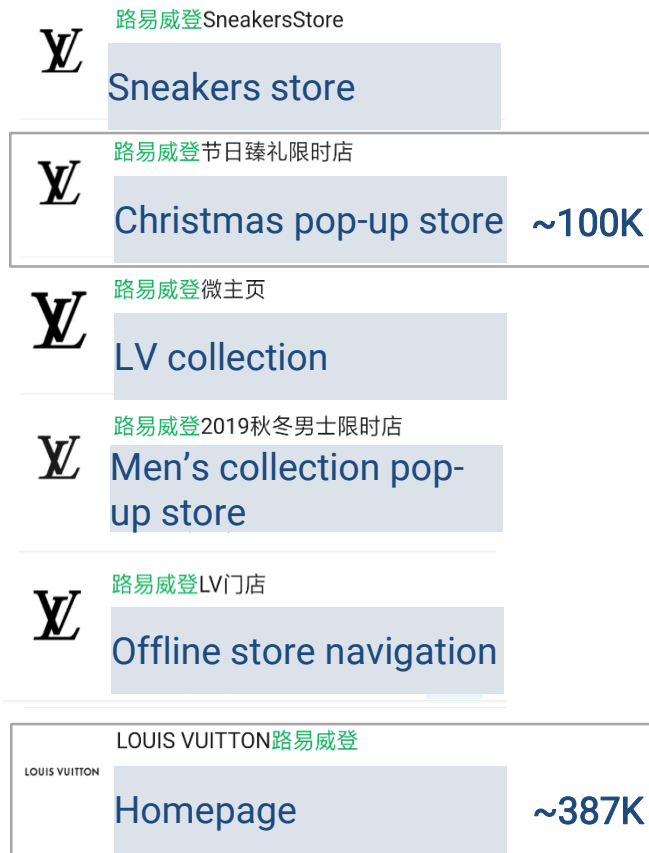 路易威登SneakersStore
Sneakers store
路易威登节日臻礼限时店
Christmas pop-up store
~100K
路易威登微主页
LV collection
路易威登2019秋冬男士限时店
Men’s collection pop-
up store
路易威登LV门店
Offline store navigation
LOUIS VUITTON路易威登
LOUIS VUITTON
Homepage
~387K